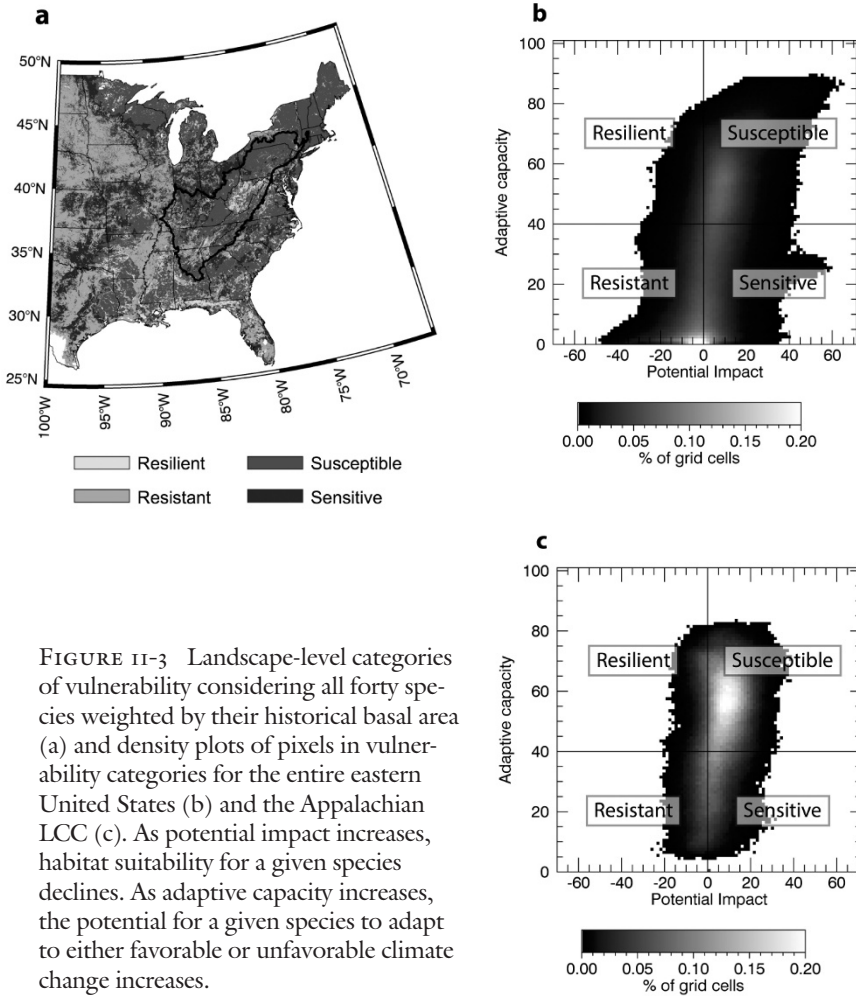 a
50°N
45°N
40°N
35°N
30°N
25°N
100°W
95°W
90°W
85°W
80°W
75°W
70°W
Resilient
Susceptible
Resistant
Sensitive
b
100
80
60
40
20
0
Adaptive capacity
Resilient
Susceptible
Resistant
Sensitive
-60 -40 -20 0 20 40 60
Potential Impact
0.00 0.05 0.10 0.15 0.20
% of grid cells
c
100
80
60
40
20
0
Adaptive capacity
Resilient
Susceptible
Resistant
Sensitive
-60 -40 -20 0 20 40 60
Potential Impact
0.00 0.05 0.10 0.15 0.20
% of grid cells
FIGURE 11-3 Landscape-level categories
of vulnerability considering all forty spe-
cies weighted by their historical basal area
(a) and density plots of pixels in vulner-
ability categories for the entire eastern
United States (b) and the Appalachian
LCC (c). As potential impact increases,
habitat suitability for a given species
declines. As adaptive capacity increases,
the potential for a given species to adapt
to either favorable or unfavorable climate
change increases.